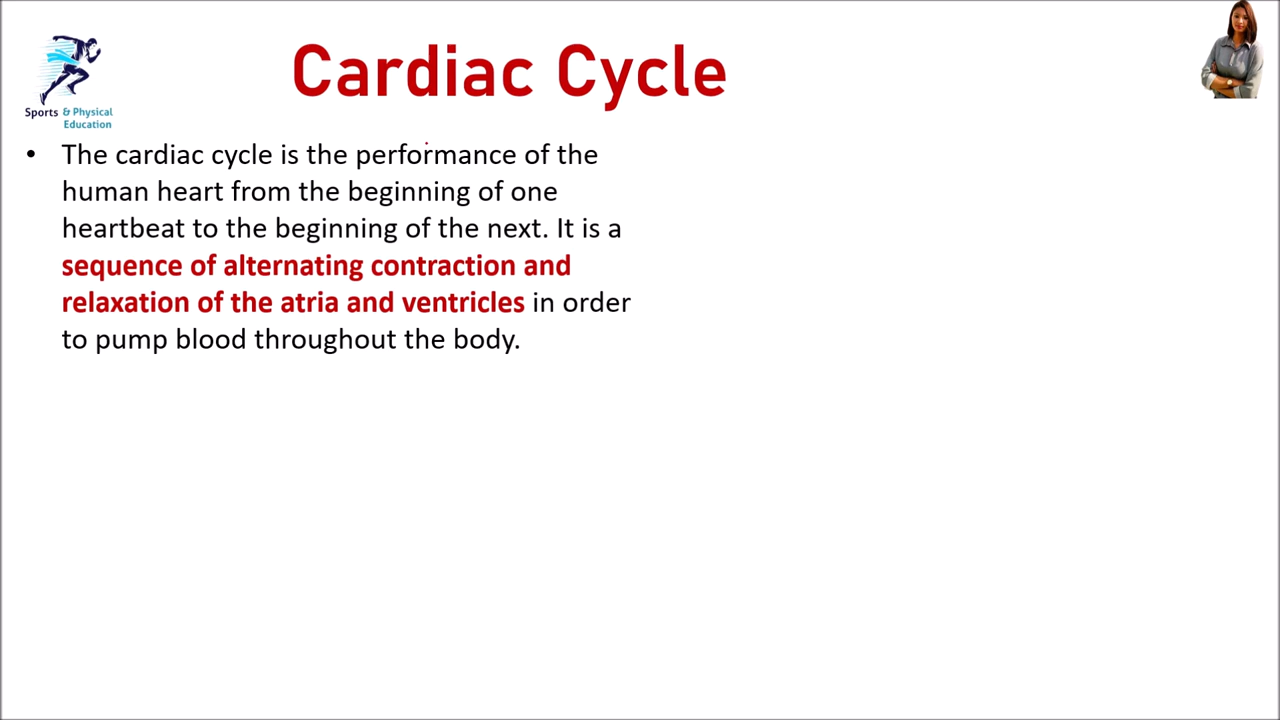 Cardiac Cycle
Sports & Physical
Education
• The cardiac cycle is the performance of the
human heart from the beginning of one
heartbeat to the beginning of the next. It is a
sequence of alternating contraction and
relaxation of the atria and ventricles in order
to pump blood throughout the body.